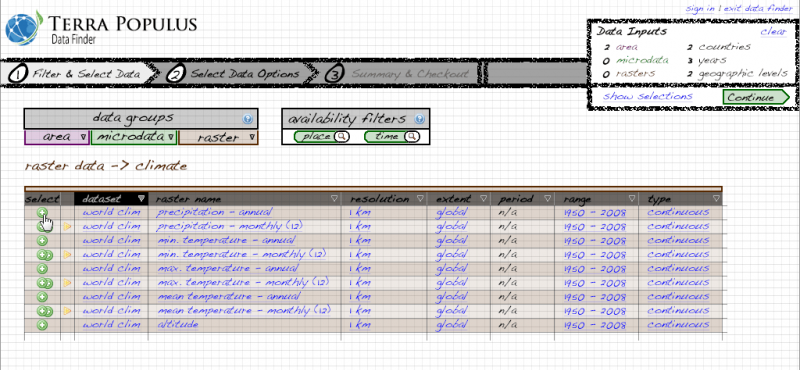 sign in | exit data finder
TERRA POPULUS
Data Finder
Data Inputs clear
2 area 2 countries
0 microdata 3 years
0 rasters 2 geographic levels
show selections Continue
1 Filter & Select Data 2 Select Data Options 3 Summary & Checkout
data groups availability filters
area microdata raster place time
raster data -> climate
select dataset raster name resolution extent period range type
world clim precipitation - annual 1 km global n/a 1950 - 2008 continuous
world clim precipitation - monthly (12) 1 km global n/a 1950 - 2008 continuous
world clim min. temperature - annual 1 km global n/a 1950 - 2008 continuous
world clim min. temperature - monthly (12) 1 km global n/a 1950 - 2008 continuous
world clim max. temperature - annual 1 km global n/a 1950 - 2008 continuous
world clim max. temperature - monthly (12) 1 km global n/a 1950 - 2008 continuous
world clim mean temperature - annual 1 km global n/a 1950 - 2008 continuous
world clim mean temperature - monthly (12) 1 km global n/a 1950 - 2008 continuous
world clim altitude 1 km global n/a 1950 - 2008 continuous